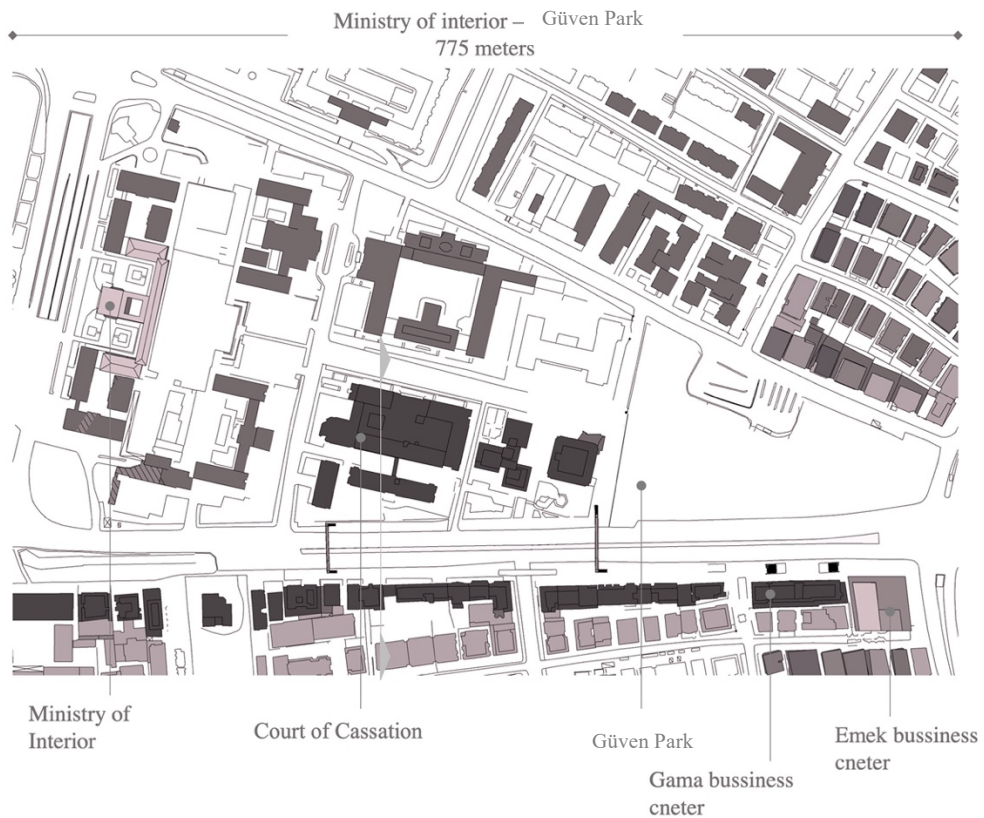 Ministry of interior – Güven Park
775 meters
Ministry of
Interior
Court of Cassation
Güven Park
Gama bussiness
cneter
Emek bussiness
cneter